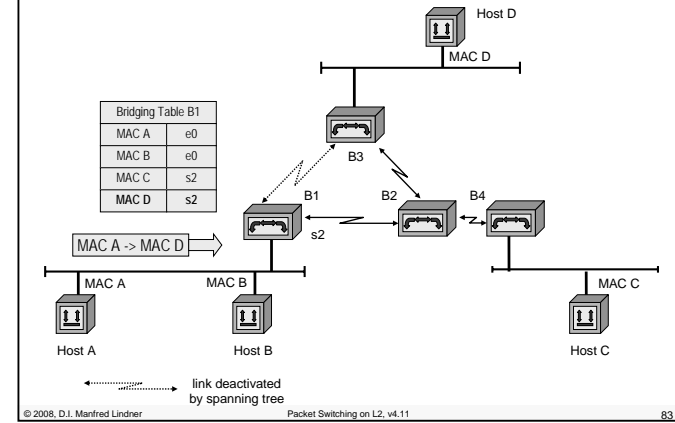 Host D
MAC D
Bridging Table B1
MAC A e0
MAC B e0
MAC C s2
MAC D s2
B3
B1
B2
B4
s2
MAC A -> MAC D
MAC A
MAC B
MAC C
Host A
Host B
Host C
link deactivated
by spanning tree
© 2008, D.I. Manfred Lindner
Packet Switching on L2, v4.11
83